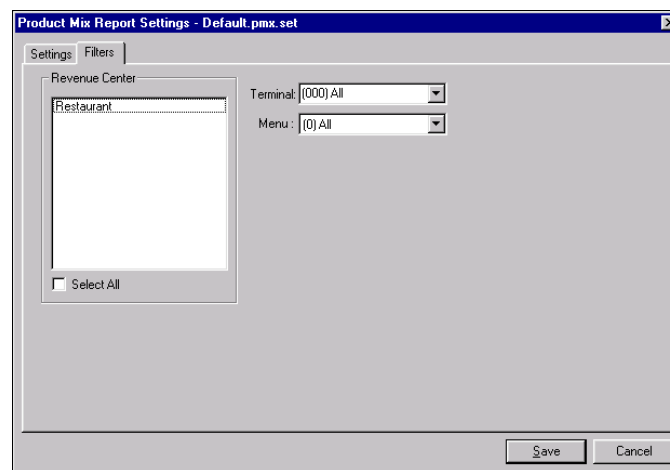 Product Mix Report Settings - Default.pmx.set
Settings Filters
Revenue Center
Restaurant
Terminal: (000) All
Menu : (0) All
Select All
Save Cancel